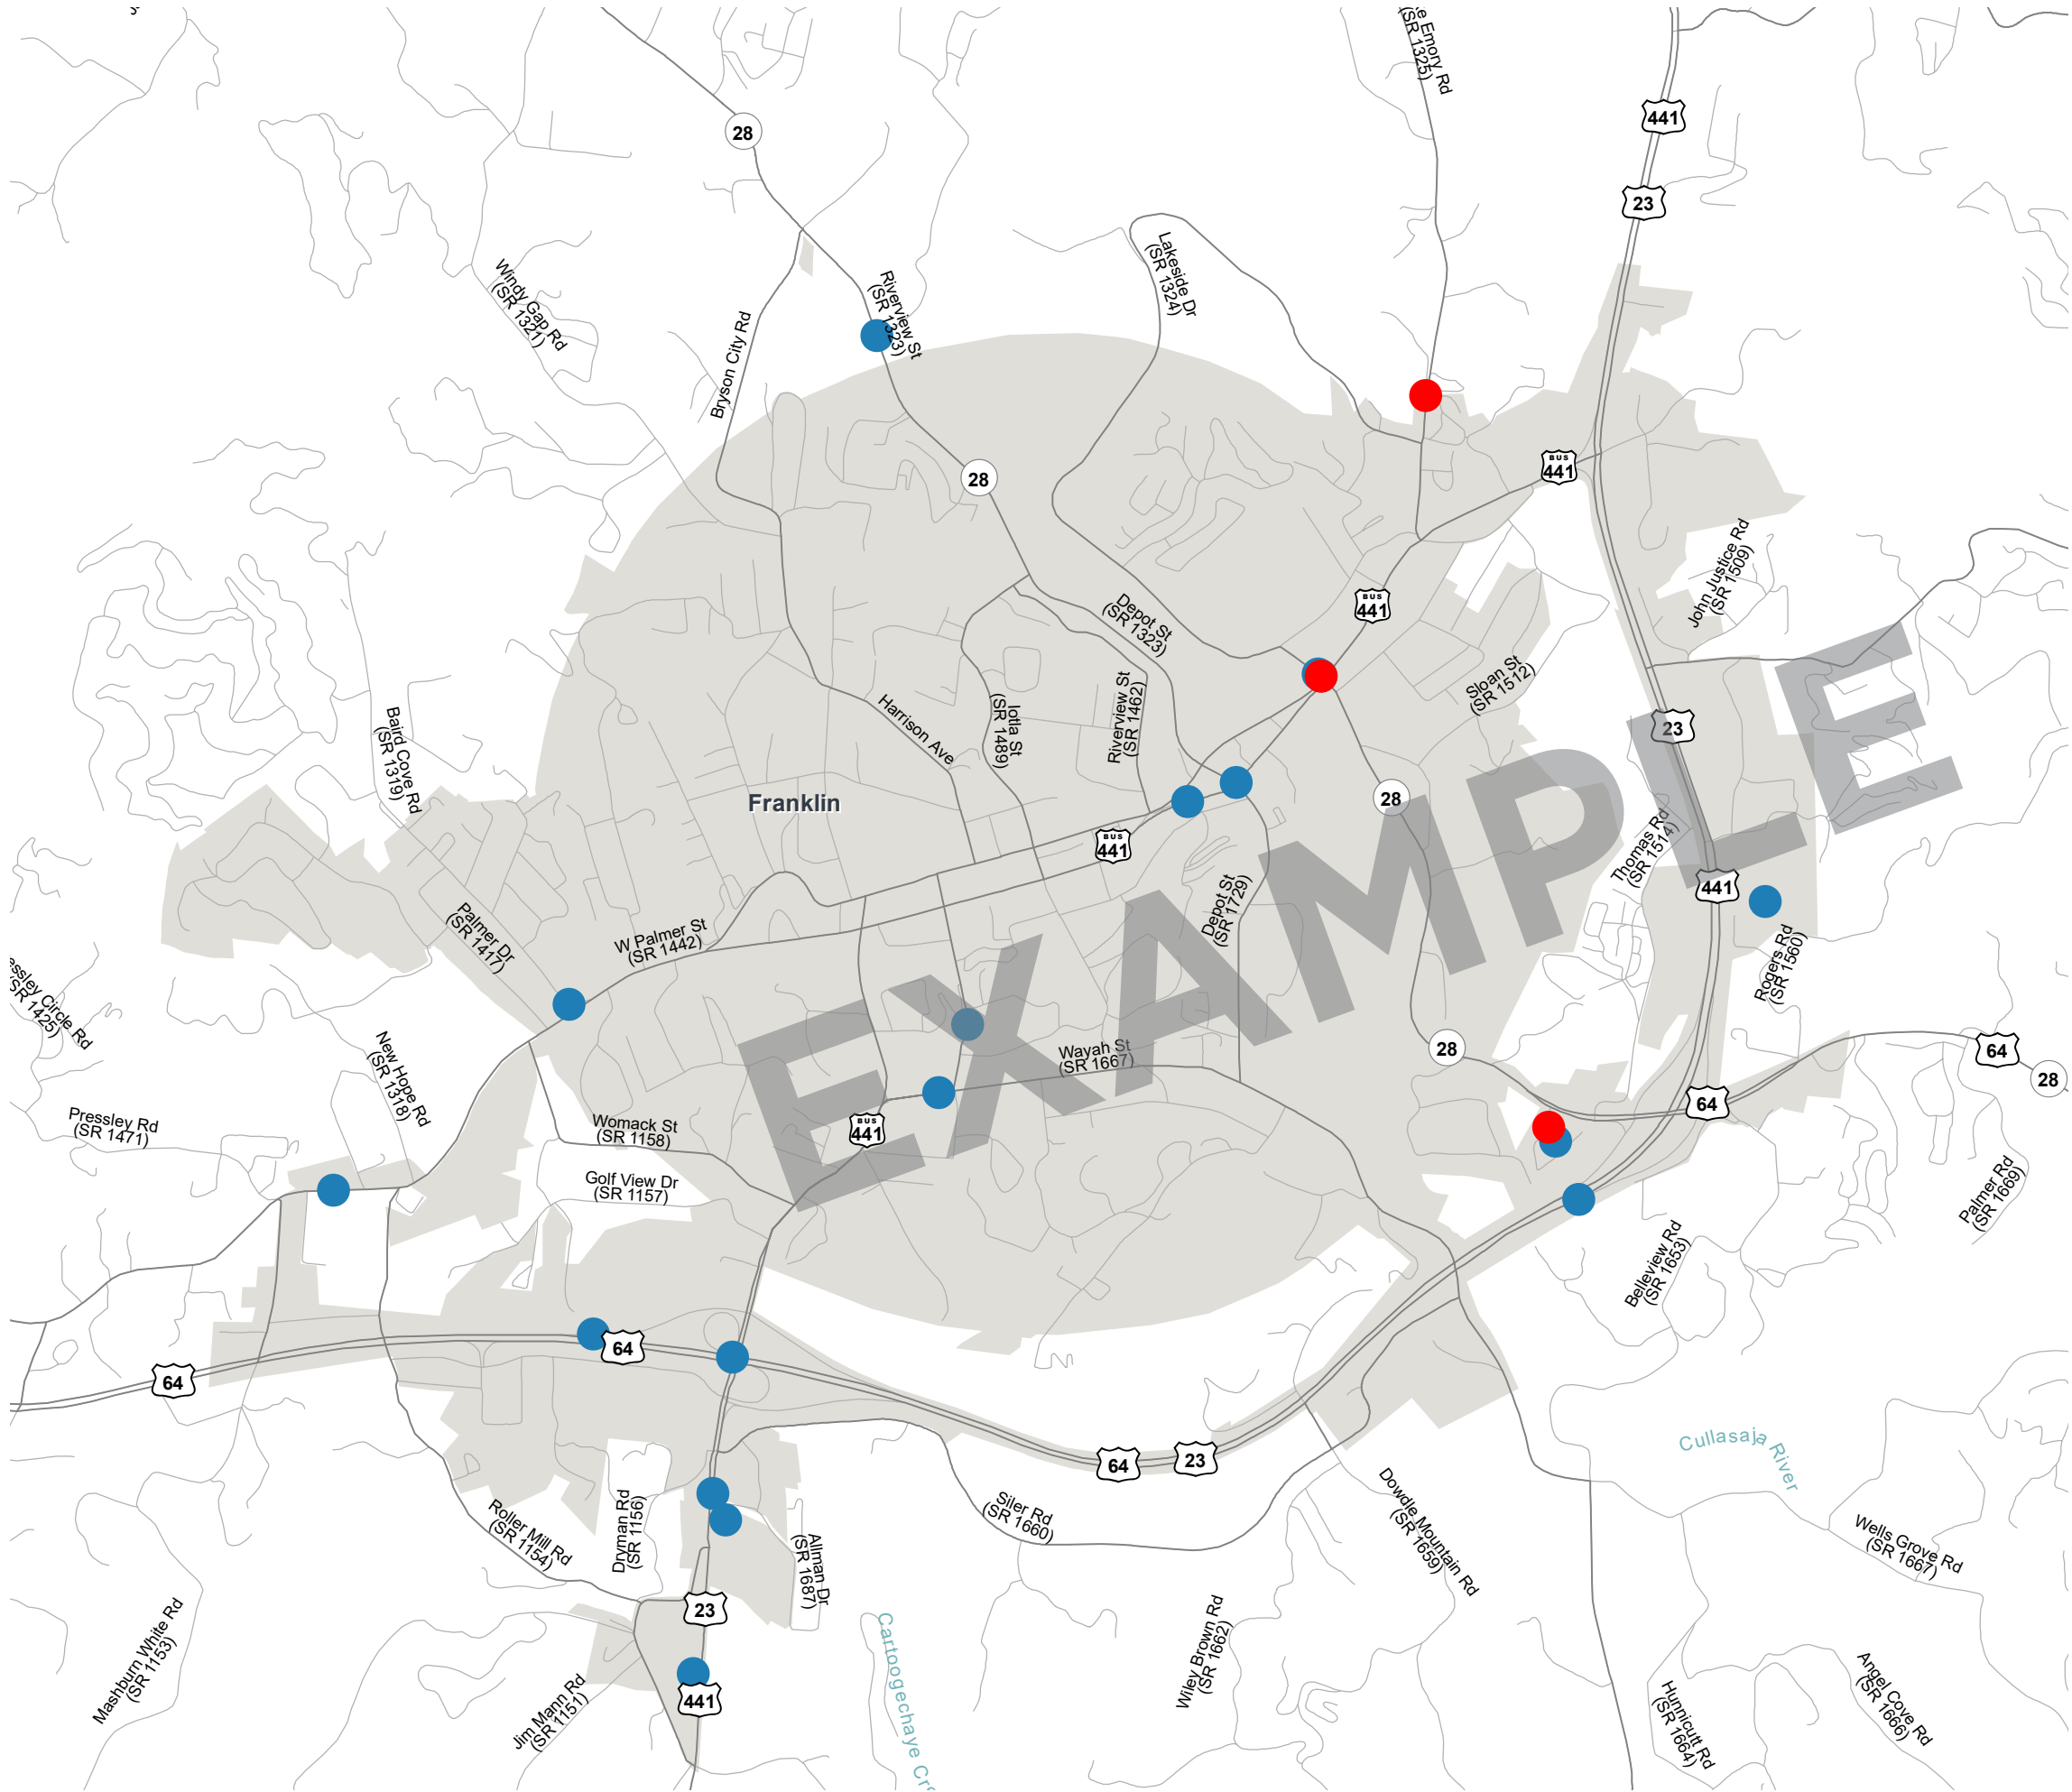 e Emory Rd
(SR 1325)
441
28
23
Lakeside Dr
(SR 1324)
Windy Gap Rd
(SR 1321)
Riverview St
(SR 1323)
Bryson City Rd
BUS
441
28
John Justice Rd
(SR 1509)
BUS
441
Depot St
(SR 1323)
Sloan St
(SR 1512)
Riverview St
(SR 1462)
Iotla St
(SR 1489)
Harrison Ave
Baird Cove Rd
(SR 1319)
23
Franklin
28
BUS
441
Thomas Rd
(SR 1514)
441
EXAMPLE
Depot St
(SR 1729)
Palmer Dr
(SR 1417)
W Palmer St
(SR 1442)
Rogers Rd
(SR 1560)
essley Circle Rd
(SR 1425)
New Hope Rd
(SR 1318)
Wayah St
(SR 1667)
28
64
28
64
Pressley Rd
(SR 1471)
Womack St
(SR 1158)
BUS
441
Golf View Dr
(SR 1157)
Palmer Rd
(SR 1669)
Belleview Rd
(SR 1653)
64
64
Cullasaja River
64
23
Siler Rd
(SR 1660)
Dowdle Mountain Rd
(SR 1659)
Roller Mill Rd
(SR 1154)
Dryman Rd
(SR 1156)
Allman Dr
(SR 1687)
Wells Grove Rd
(SR 1667)
23
Mashburn White Rd
(SR 1153)
Wiley Brown Rd
(SR 1662)
Cartoogechaye Cre
441
Jim Mann Rd
(SR 1151)
Hunnicutt Rd
(SR 1664)
Angel Cove Rd
(SR 1666)